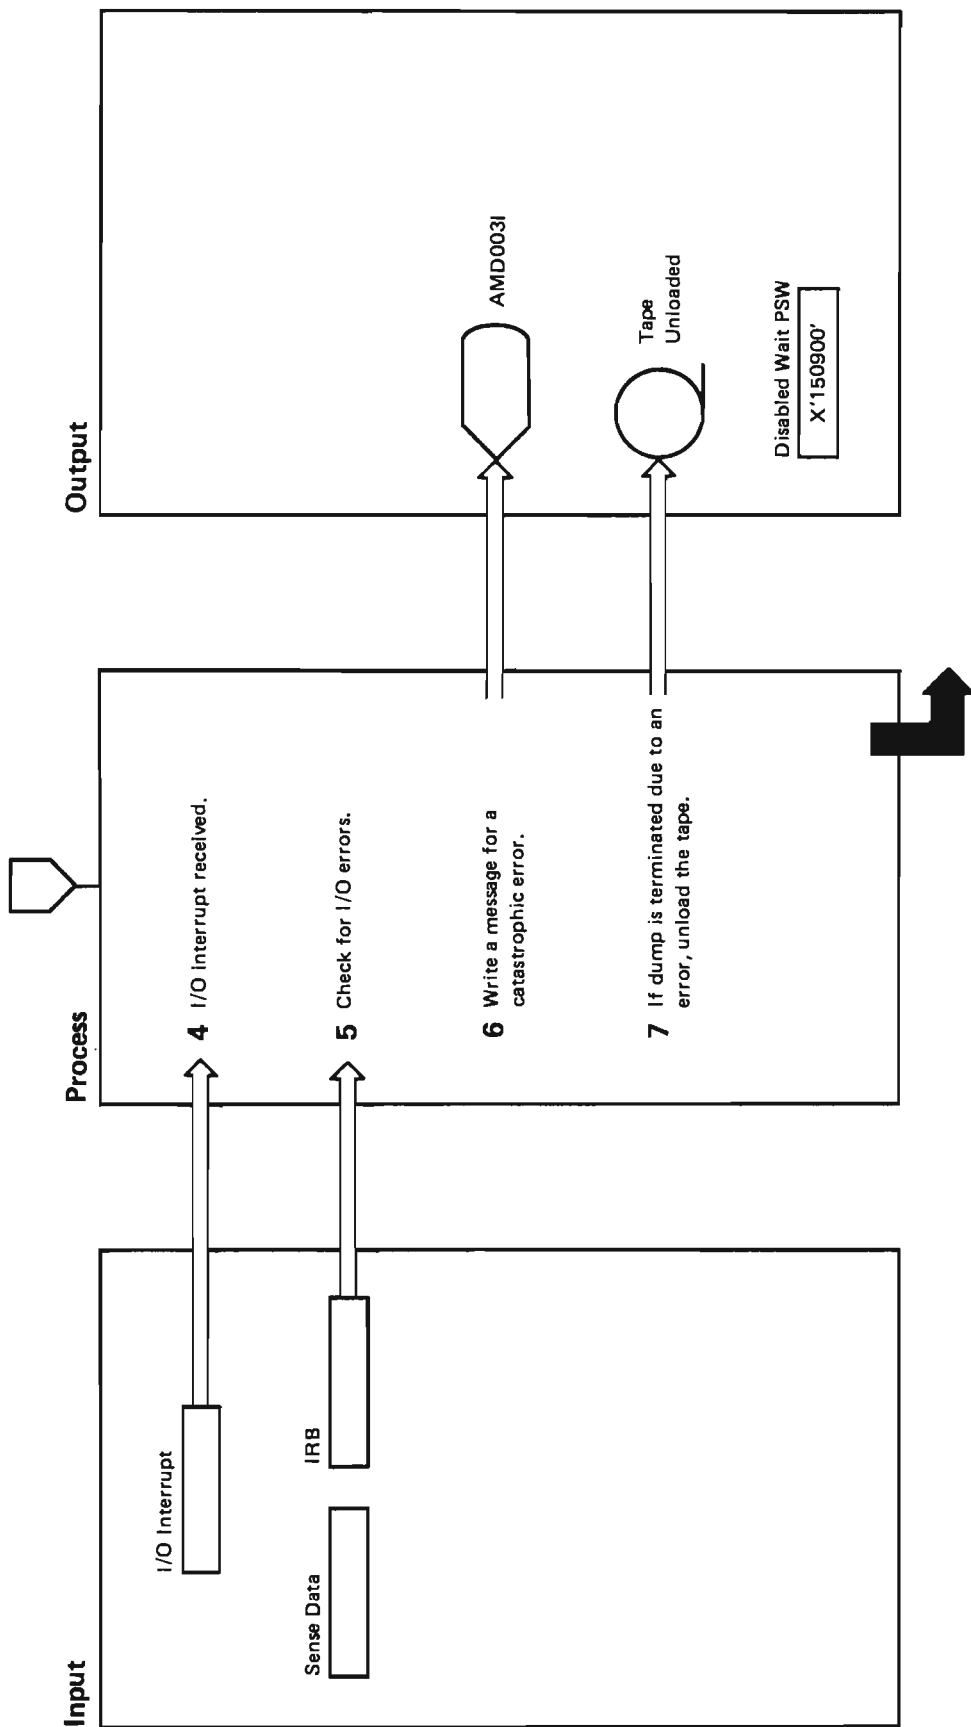 Input
I/O Interrupt
Sense Data
IRB
Process
4 I/O Interrupt received.
5 Check for I/O errors.
6 Write a message for a
catastrophic error.
7 If dump is terminated due to an
error, unload the tape.
Output
AMD003I
Tape
Unloaded
Disabled Wait PSW
X'150900'